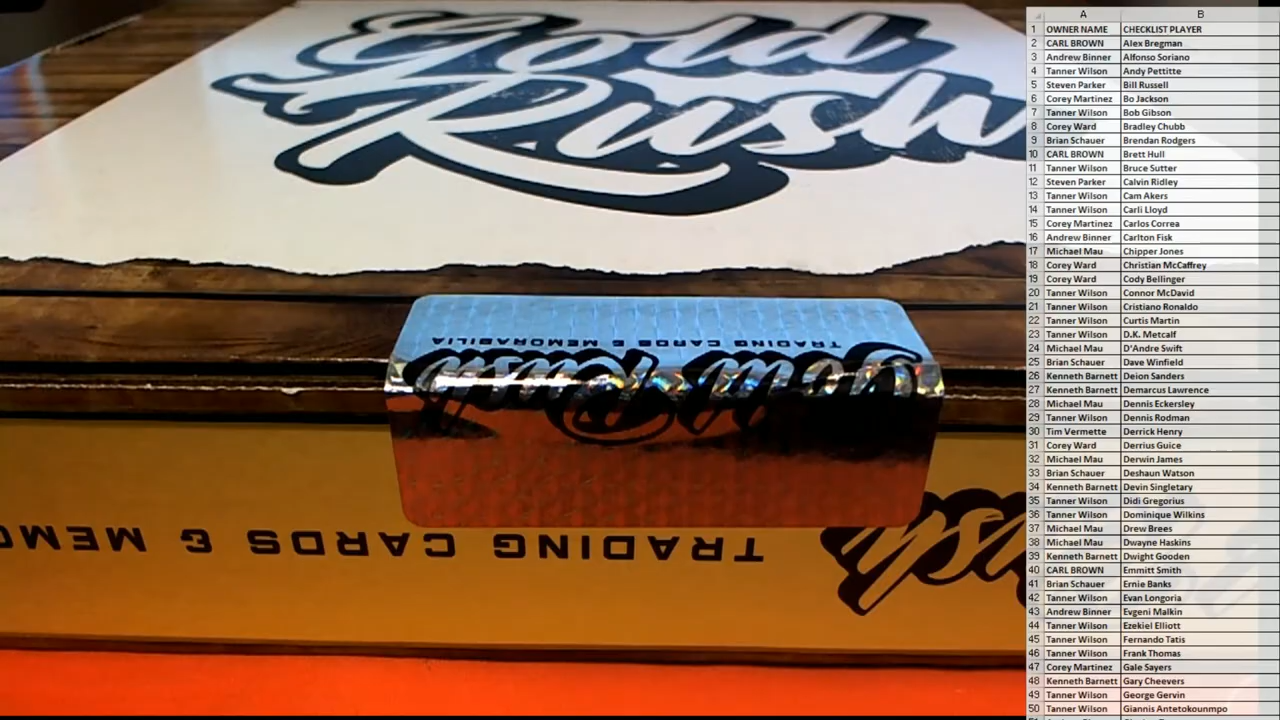 Gold
Rush
TRADING CARDS & MEMORABILIA
Gold Rush
TRADING CARDS & MEMO
A B
1 OWNER NAME CHECKLIST PLAYER
2 CARL BROWN Alex Bregman
3 Andrew Binner Alfonso Soriano
4 Tanner Wilson Andy Pettitte
5 Steven Parker Bill Russell
6 Corey Martinez Bo Jackson
7 Tanner Wilson Bob Gibson
8 Corey Ward Bradley Chubb
9 Brian Schauer Brendan Rodgers
10 CARL BROWN Brett Hull
11 Tanner Wilson Bruce Sutter
12 Steven Parker Calvin Ridley
13 Tanner Wilson Cam Akers
14 Tanner Wilson Carli Lloyd
15 Corey Martinez Carlos Correa
16 Andrew Binner Carlton Fisk
17 Michael Mau Chipper Jones
18 Corey Ward Christian McCaffrey
19 Corey Ward Cody Bellinger
20 Tanner Wilson Connor McDavid
21 Tanner Wilson Cristiano Ronaldo
22 Tanner Wilson Curtis Martin
23 Tanner Wilson D.K. Metcalf
24 Michael Mau D'Andre Swift
25 Brian Schauer Dave Winfield
26 Kenneth Barnett Deion Sanders
27 Kenneth Barnett Demarcus Lawrence
28 Michael Mau Dennis Eckersley
29 Tanner Wilson Dennis Rodman
30 Tim Vermette Derrick Henry
31 Corey Ward Derrius Guice
32 Michael Mau Derwin James
33 Brian Schauer Deshaun Watson
34 Kenneth Barnett Devin Singletary
35 Tanner Wilson Didi Gregorius
36 Tanner Wilson Dominique Wilkins
37 Michael Mau Drew Brees
38 Michael Mau Dwayne Haskins
39 Kenneth Barnett Dwight Gooden
40 CARL BROWN Emmitt Smith
41 Brian Schauer Ernie Banks
42 Tanner Wilson Evan Longoria
43 Andrew Binner Evgeni Malkin
44 Tanner Wilson Ezekiel Elliott
45 Tanner Wilson Fernando Tatis
46 Tanner Wilson Frank Thomas
47 Corey Martinez Gale Sayers
48 Kenneth Barnett Gary Cheevers
49 Tanner Wilson George Gervin
50 Tanner Wilson Giannis Antetokounmpo